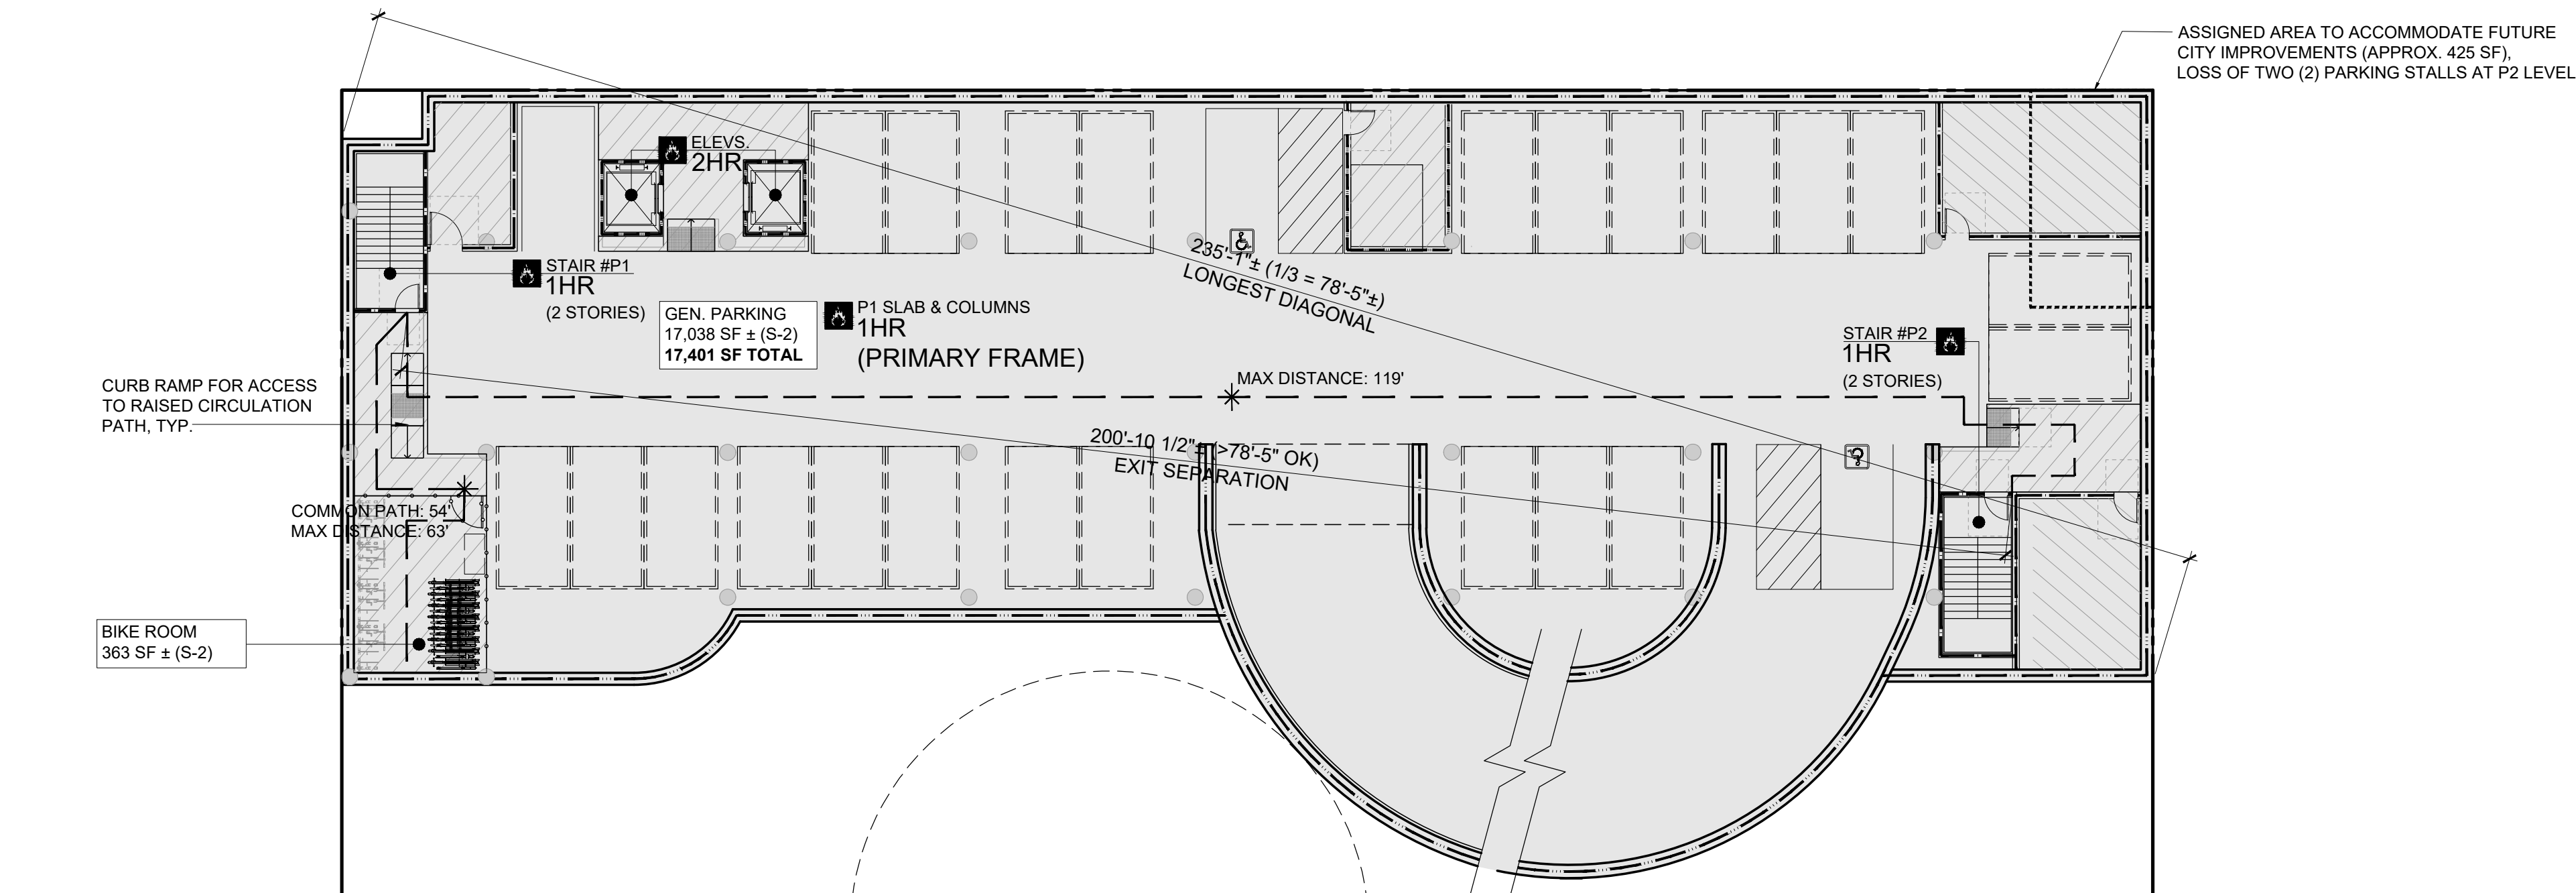 ASSIGNED AREA TO ACCOMMODATE FUTURE
CITY IMPROVEMENTS (APPROX. 425 SF),
LOSS OF TWO (2) PARKING STALLS AT P2 LEVEL
ELEVS.
2HR
STAIR #P1
1HR
(2 STORIES)
GEN. PARKING
17,038 SF ± (S-2)
17,401 SF TOTAL
P1 SLAB & COLUMNS
1HR
(PRIMARY FRAME)
235'-1"± (1/3 = 78'-5"±)
LONGEST DIAGONAL
STAIR #P2
1HR
(2 STORIES)
MAX DISTANCE: 119'
CURB RAMP FOR ACCESS
TO RAISED CIRCULATION
PATH, TYP.
200'-10 1/2"± (>78'-5" OK)
EXIT SEPARATION
COMMON PATH: 54'
MAX DISTANCE: 63'
BIKE ROOM
363 SF ± (S-2)